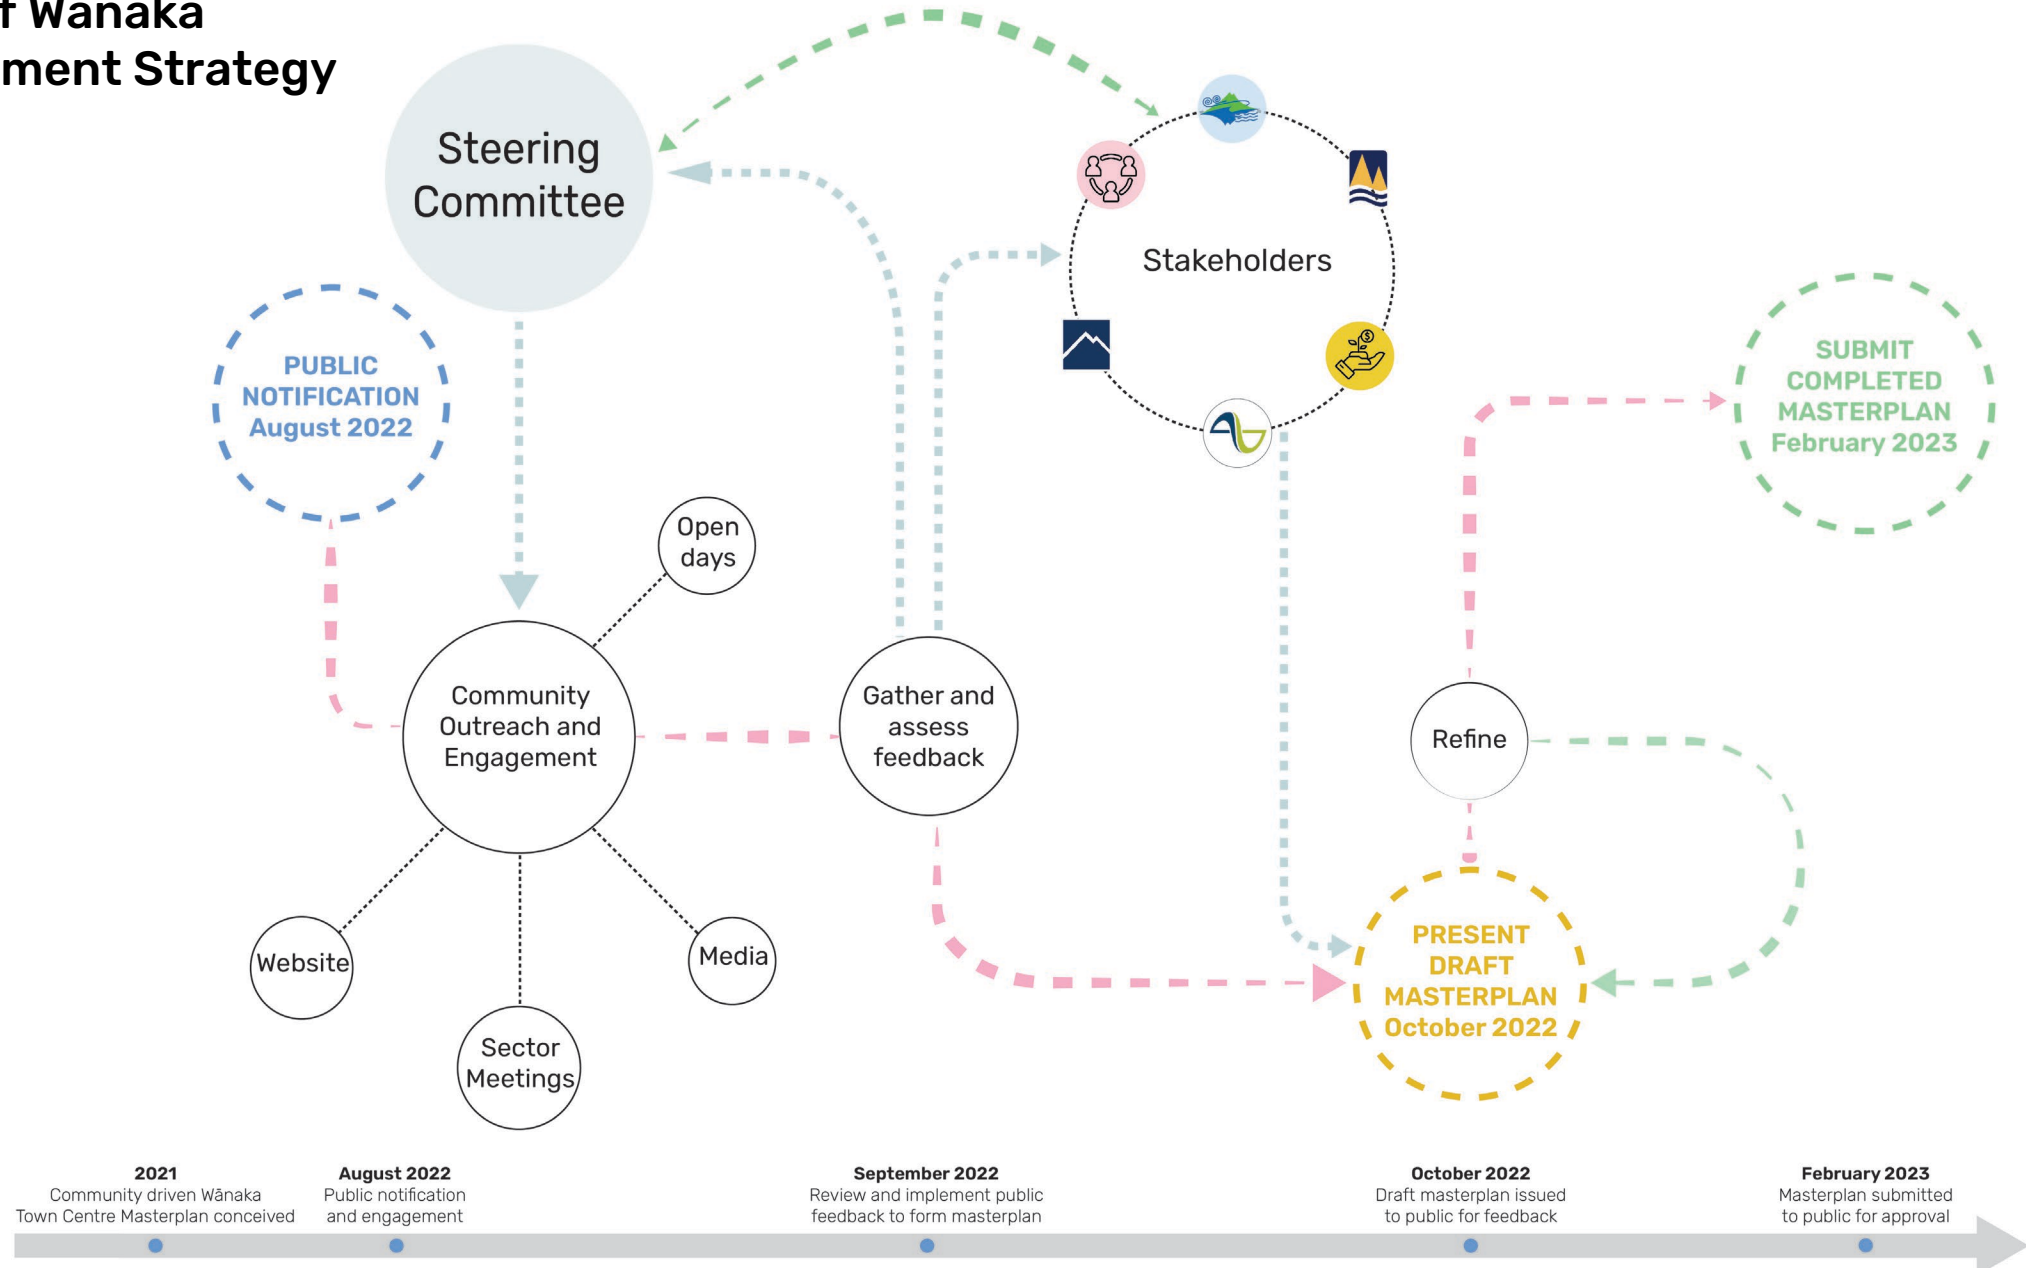 f Wānaka
ment Strategy
Steering
Committee
Stakeholders
PUBLIC
NOTIFICATION
August 2022
SUBMIT
COMPLETED
MASTERPLAN
February 2023
Open
days
Community
Outreach and
Engagement
Gather and
assess
feedback
Refine
Website
Media
Sector
Meetings
PRESENT
DRAFT
MASTERPLAN
October 2022
2021
Community driven Wānaka
Town Centre Masterplan conceived
August 2022
Public notification
and engagement
September 2022
Review and implement public
feedback to form masterplan
October 2022
Draft masterplan issued
to public for feedback
February 2023
Masterplan submitted
to public for approval